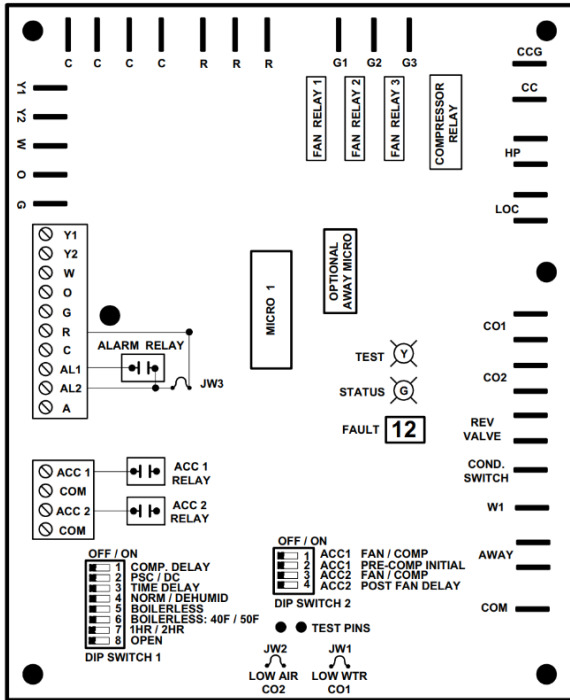 C C C C R R R G1 G2 G3
CCG
CC
HP
LOC
FAN RELAY 1
FAN RELAY 2
FAN RELAY 3
COMPRESSOR
RELAY
Y1
Y2
W
O
G
Y1
Y2
W
O
G
R
C
AL1
AL2
A
ALARM RELAY
JW3
MICRO 1
OPTIONAL
AWAY MICRO
TEST Y
STATUS G
FAULT 12
CO1
CO2
REV
VALVE
COND.
SWITCH
W1
AWAY
COM
ACC 1
COM
ACC 2
COM
ACC 1
RELAY
ACC 2
RELAY
OFF / ON
1 COMP. DELAY
2 PSC / DC
3 TIME DELAY
4 NORM / DEHUMID
5 BOILERLESS
6 BOILERLESS: 40F / 50F
7 1HR / 2HR
8 OPEN
DIP SWITCH 1
OFF / ON
1 ACC1 FAN / COMP
2 ACC1 PRE-COMP INITIAL
3 ACC2 FAN / COMP
4 ACC2 POST FAN DELAY
DIP SWITCH 2
TEST PINS
JW2
LOW AIR
CO2
JW1
LOW WTR
CO1